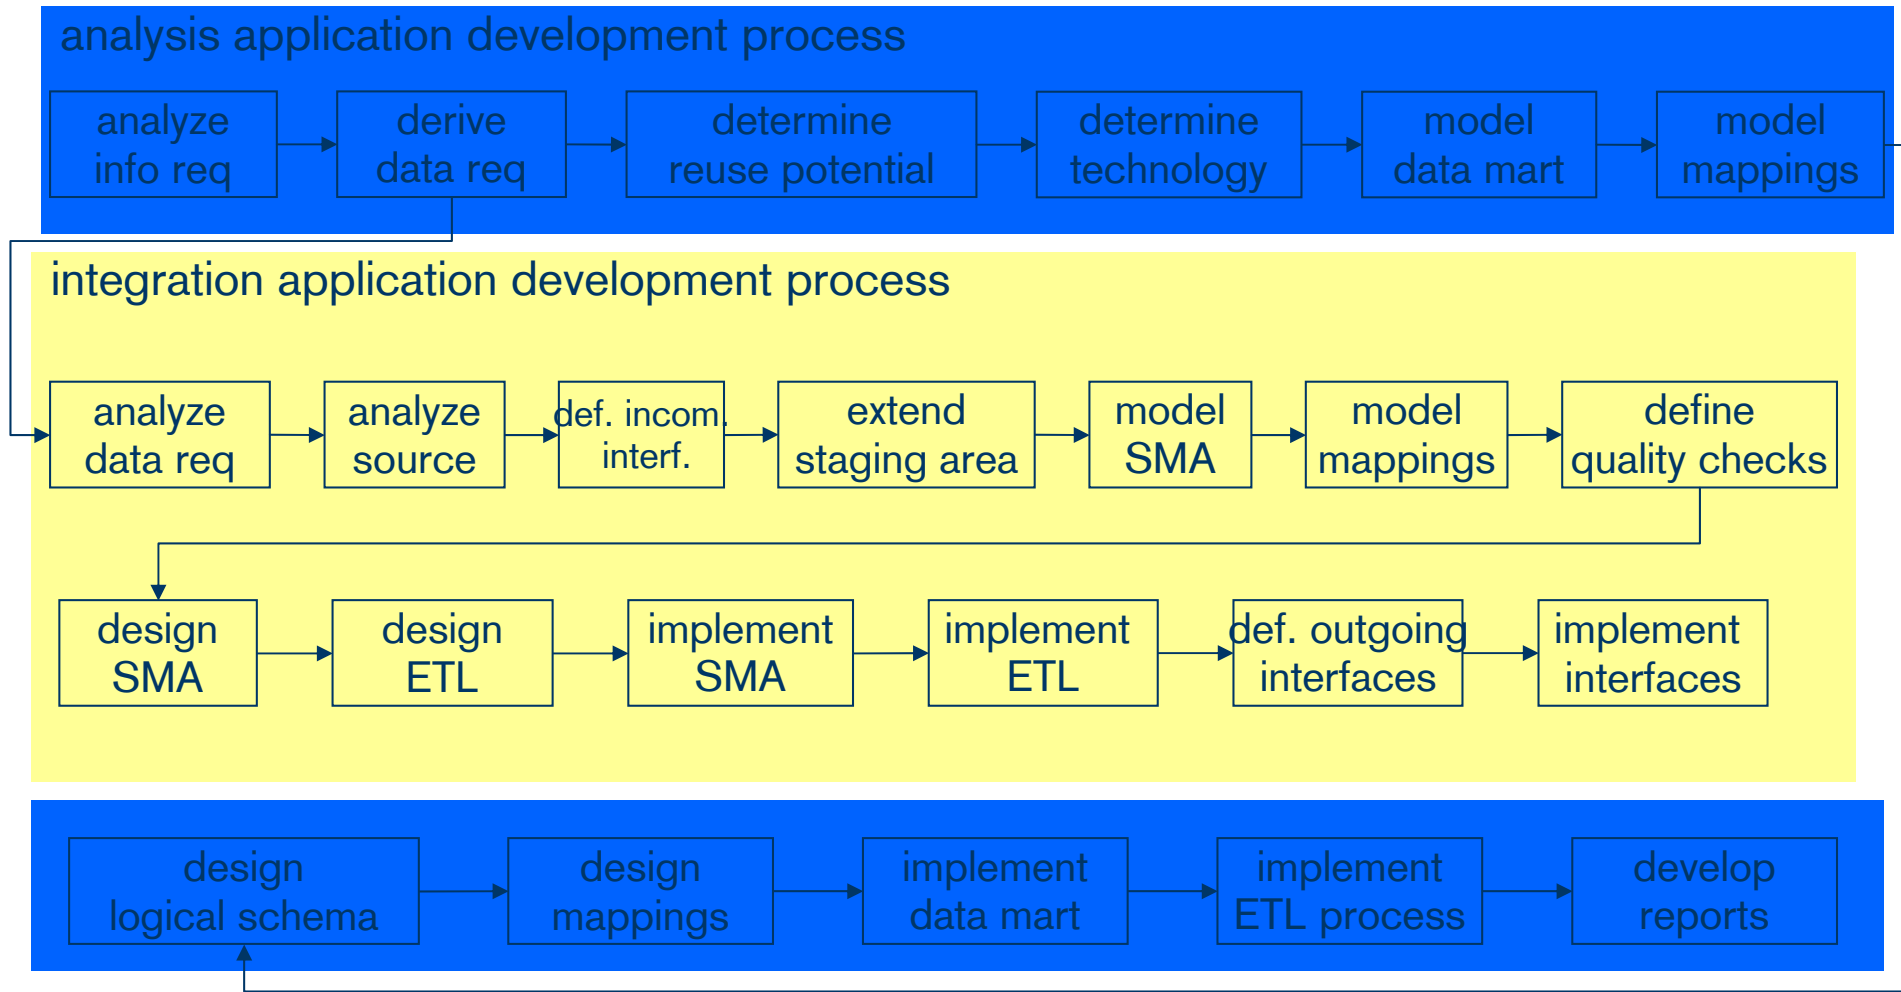 analysis application development process
analyze
info req
derive
data req
determine
reuse potential
determine
technology
model
data mart
model
mappings
integration application development process
analyze
data req
analyze
source
def. incom.
interf.
extend
staging area
model
SMA
model
mappings
define
quality checks
design
SMA
design
ETL
implement
SMA
implement
ETL
def. outgoing
interfaces
implement
interfaces
design
logical schema
design
mappings
implement
data mart
implement
ETL process
develop
reports